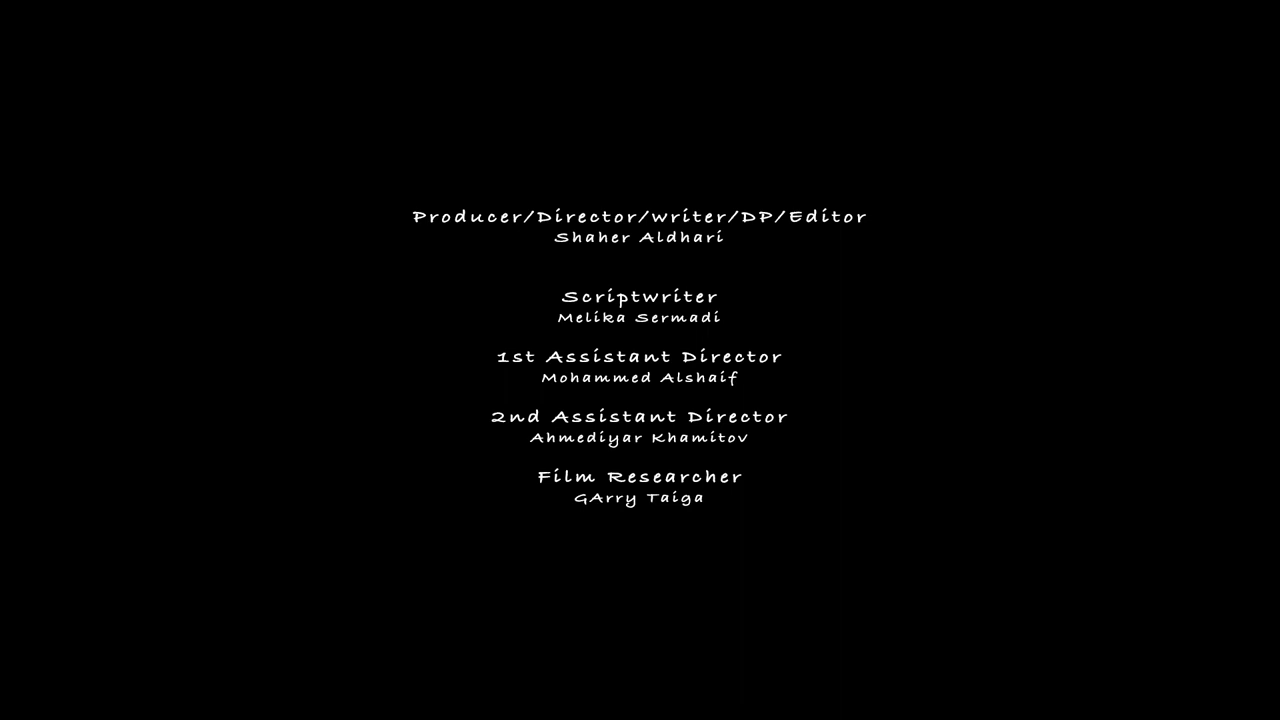 Producer/Director/writer/DP/Editor
Shaher Aldhari
Scriptwriter
Melika Sermadi
1st Assistant Director
Mohammed Alshaif
2nd Assistant Director
Ahmediyar Khamitov
Film Researcher
GArry Taiga